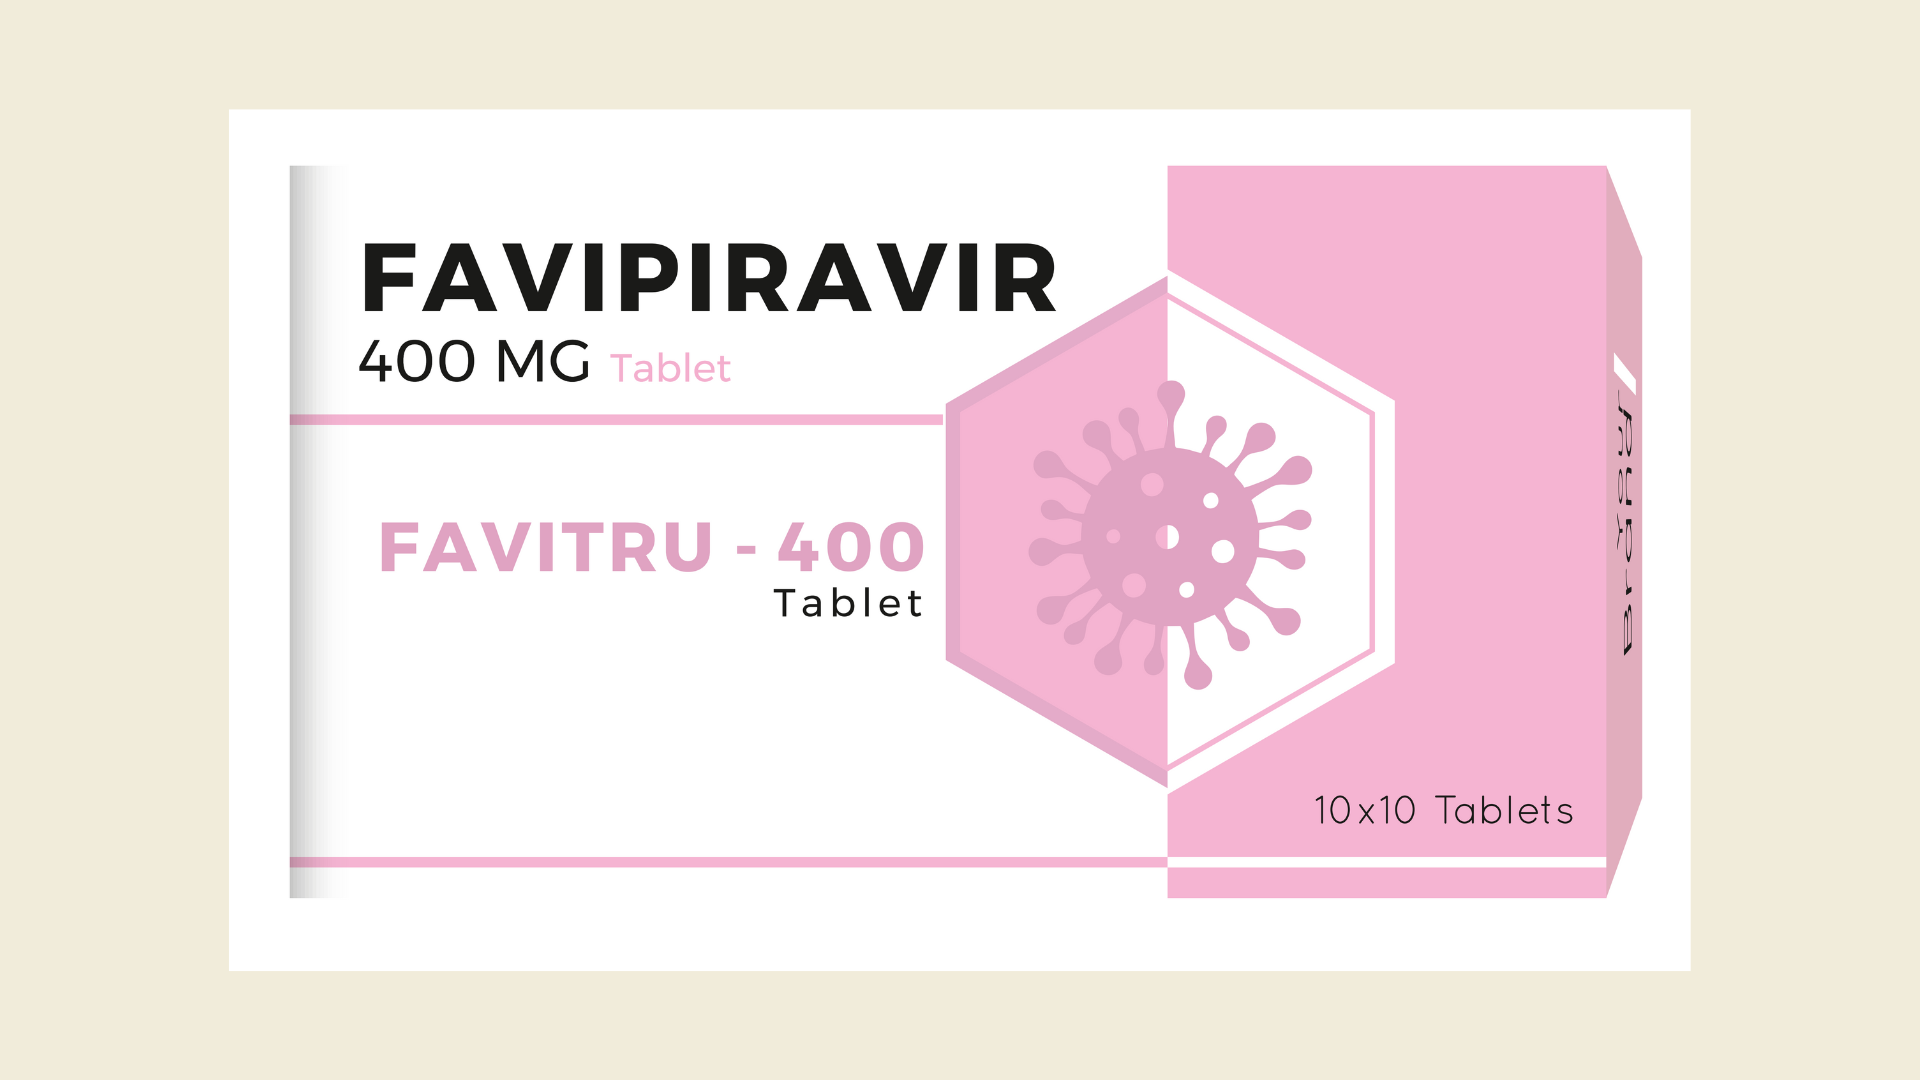 FAVIPIRAVIR
400 MG Tablet
FAVITRU - 400
Tablet
10x10 Tablets